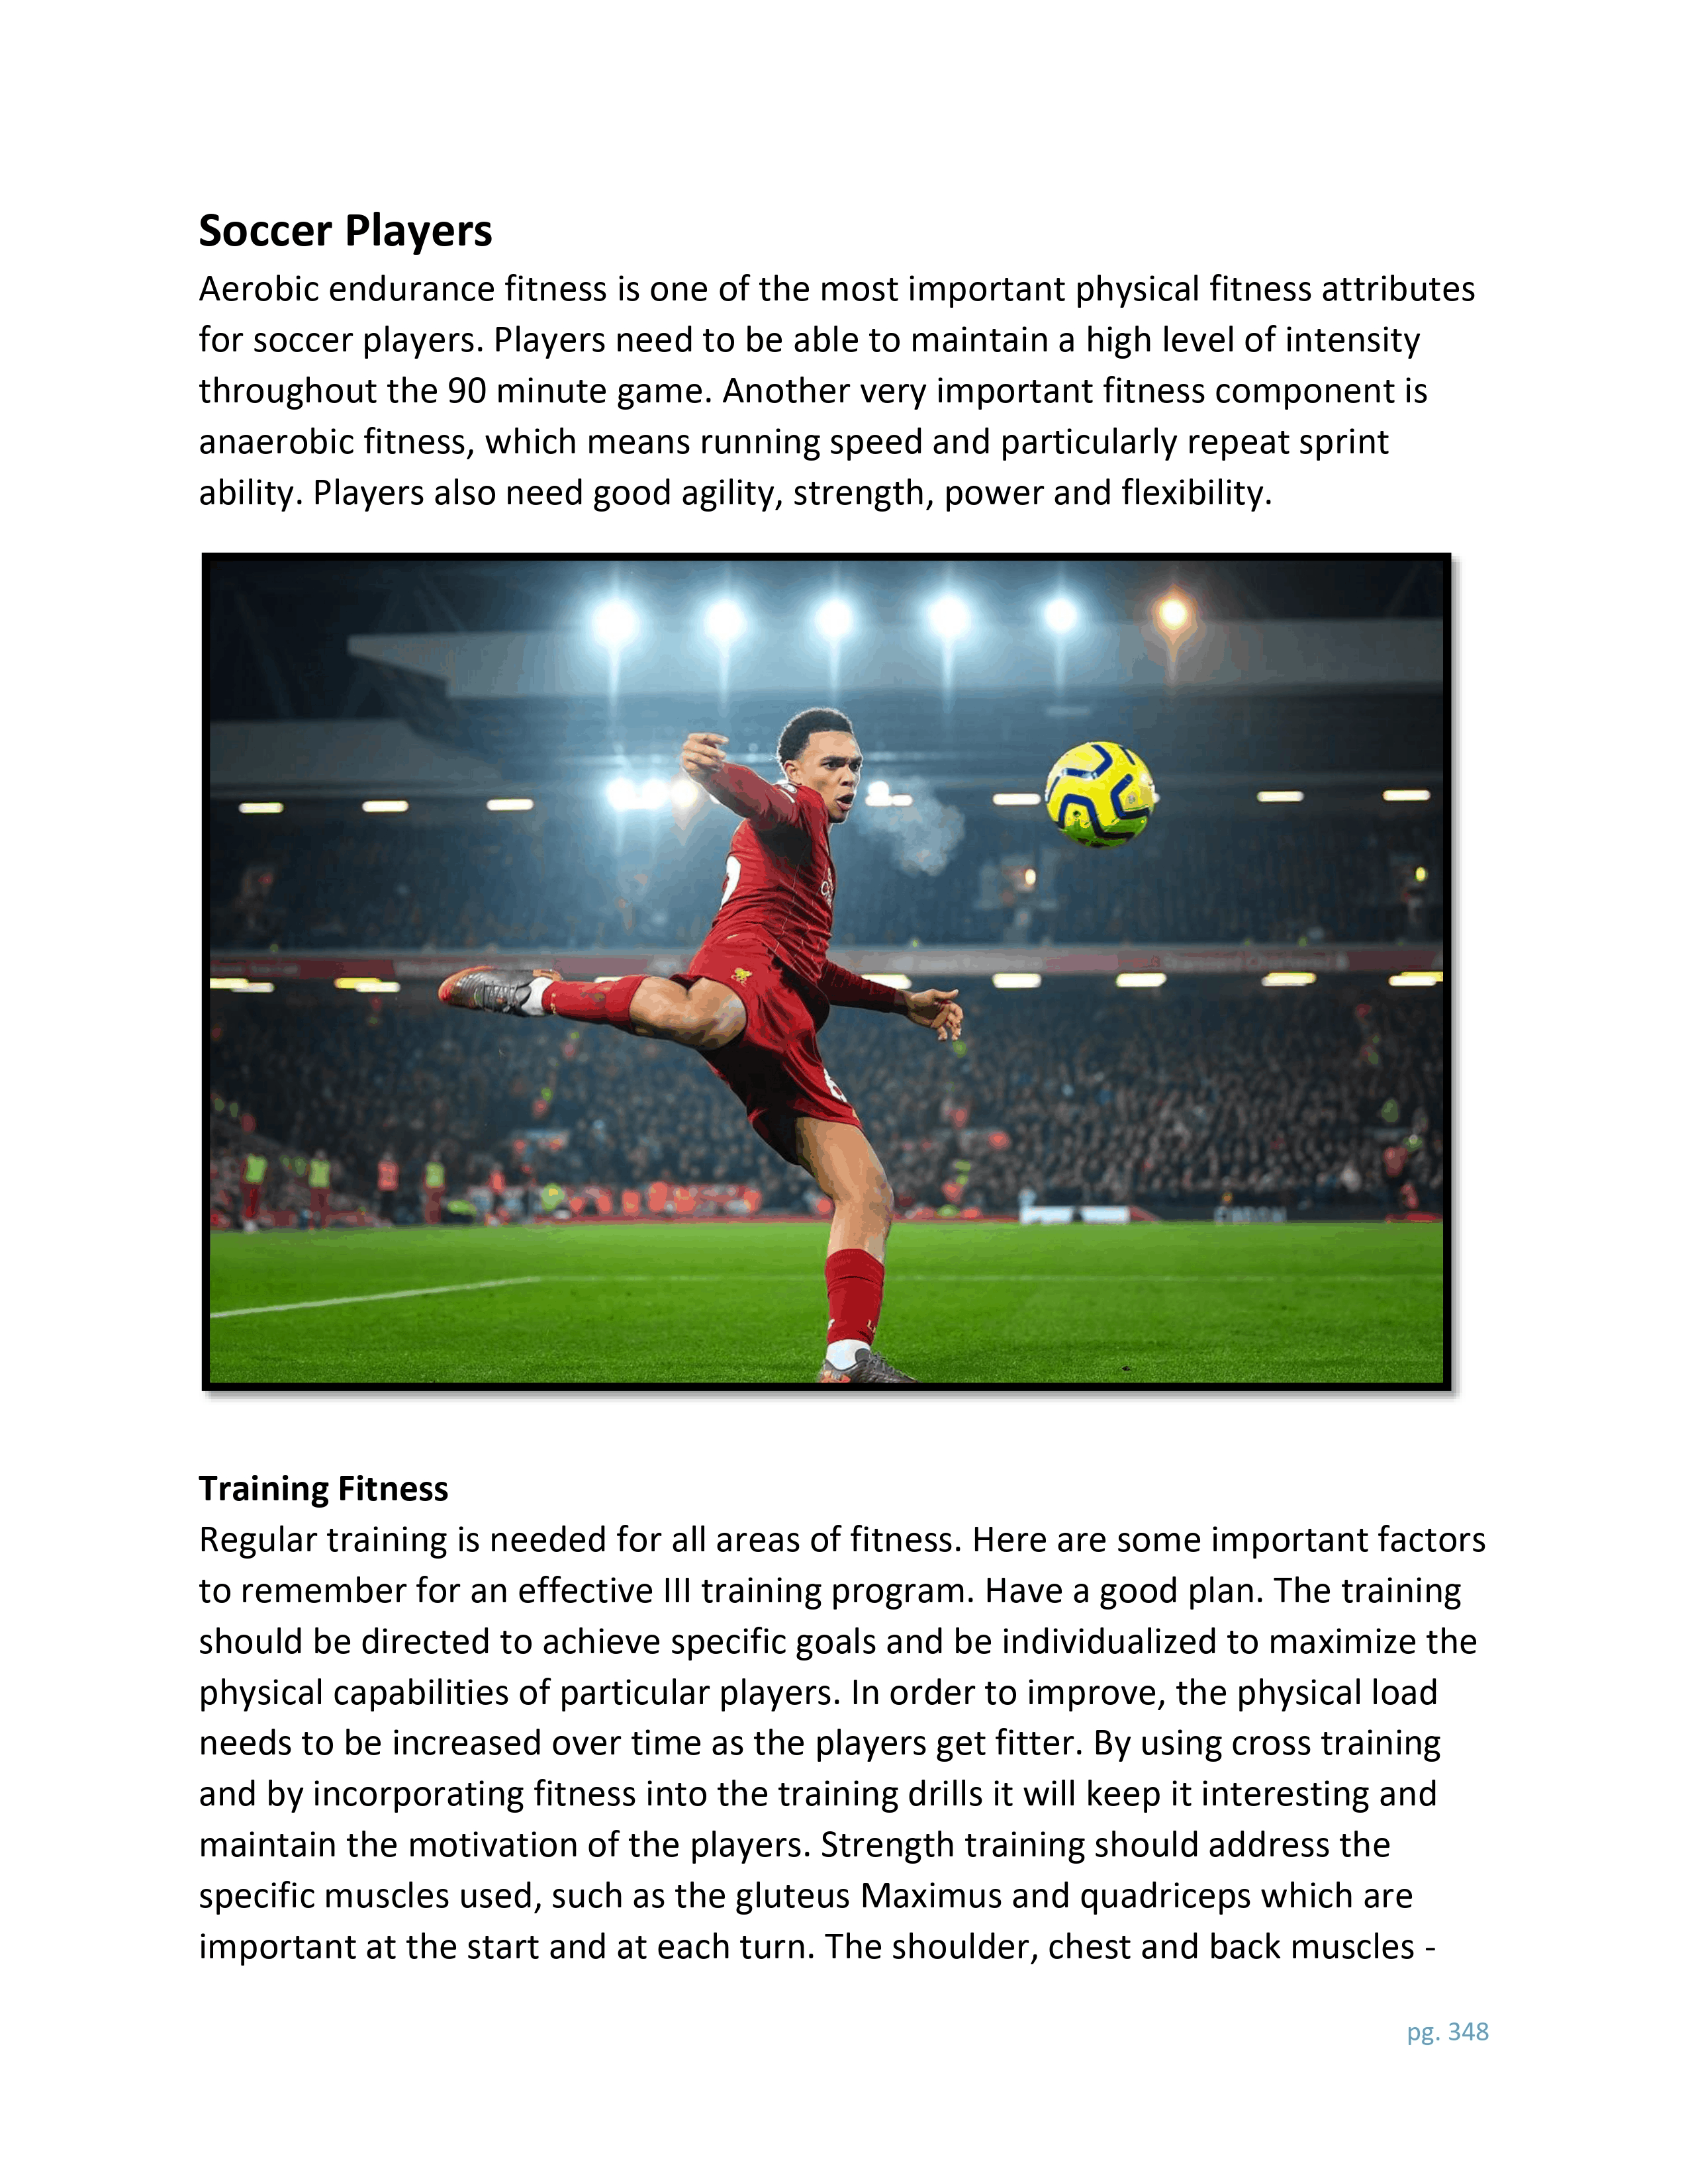 Soccer Players
Aerobic endurance fitness is one of the most important physical fitness attributes
for soccer players. Players need to be able to maintain a high level of intensity
throughout the 90 minute game. Another very important fitness component is
anaerobic fitness, which means running speed and particularly repeat sprint
ability. Players also need good agility, strength, power and flexibility.
Training Fitness
Regular training is needed for all areas of fitness. Here are some important factors
to remember for an effective III training program. Have a good plan. The training
should be directed to achieve specific goals and be individualized to maximize the
physical capabilities of particular players. In order to improve, the physical load
needs to be increased over time as the players get fitter. By using cross training
and by incorporating fitness into the training drills it will keep it interesting and
maintain the motivation of the players. Strength training should address the
specific muscles used, such as the gluteus Maximus and quadriceps which are
important at the start and at each turn. The shoulder, chest and back muscles -
pg. 348